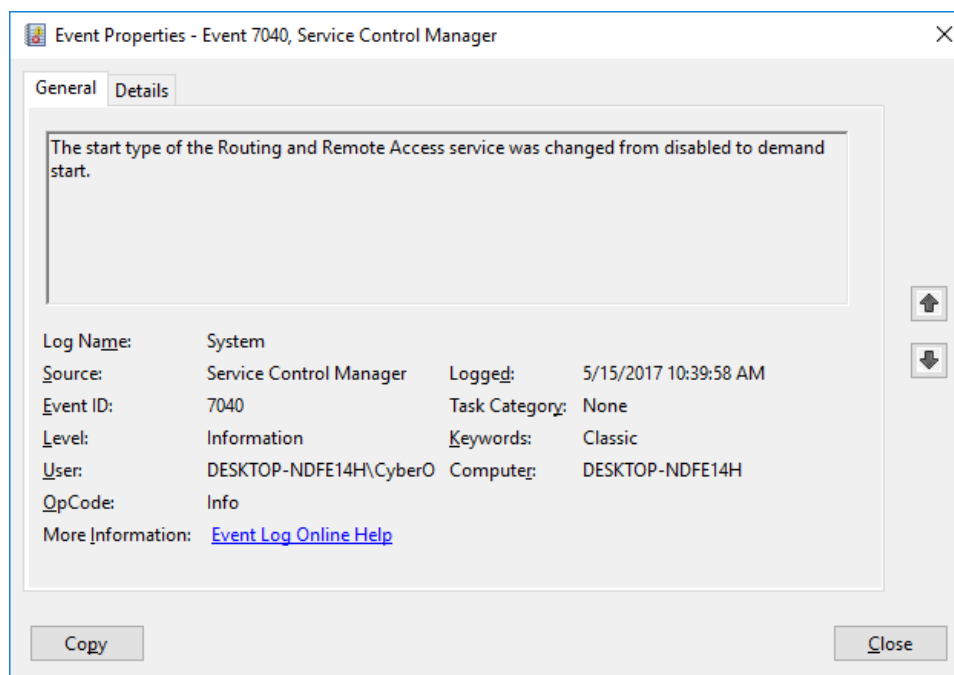 Event Properties - Event 7040, Service Control Manager
General Details
The start type of the Routing and Remote Access service was changed from disabled to demand
start.
Log Name: System
Source: Service Control Manager Logged: 5/15/2017 10:39:58 AM
Event ID: 7040 Task Category: None
Level: Information Keywords: Classic
User: DESKTOP-NDFE14H\CyberO Computer: DESKTOP-NDFE14H
OpCode: Info
More Information: Event Log Online Help
Copy Close